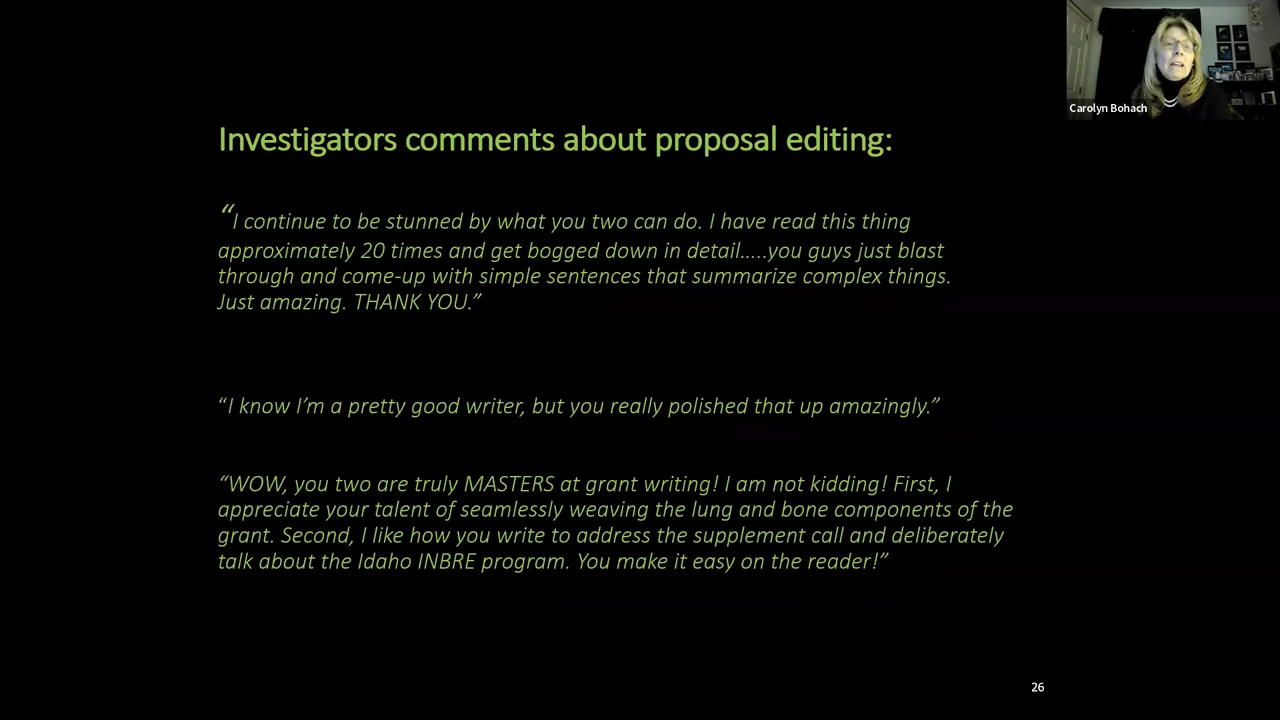 Carolyn Bohach
Investigators comments about proposal editing:
“I continue to be stunned by what you two can do. I have read this thing
approximately 20 times and get bogged down in detail…..you guys just blast
through and come-up with simple sentences that summarize complex things.
Just amazing. THANK YOU.”
“I know I’m a pretty good writer, but you really polished that up amazingly.”
“WOW, you two are truly MASTERS at grant writing! I am not kidding! First, I
appreciate your talent of seamlessly weaving the lung and bone components of the
grant. Second, I like how you write to address the supplement call and deliberately
talk about the Idaho INBRE program. You make it easy on the reader!”
26